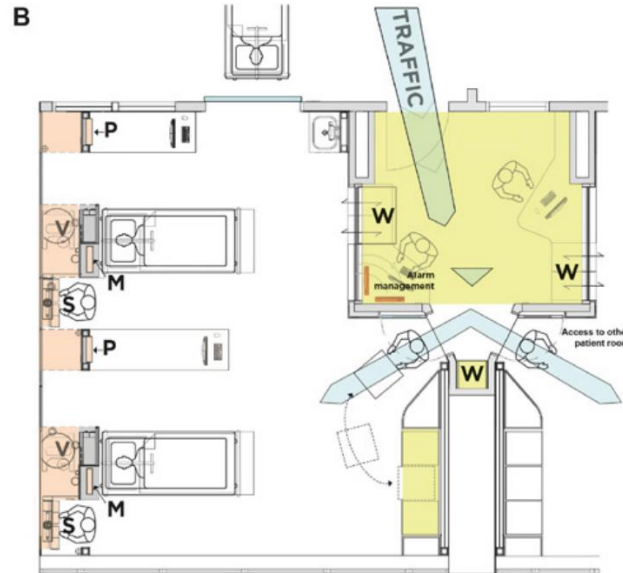 B
TRAFFIC
P
W
V
W
M
Alarm
management
S
P
Access to othe
patient room
W
V
M
S